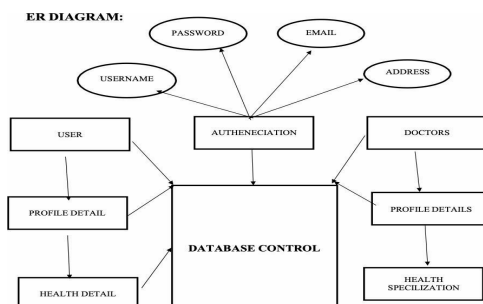 ER DIAGRAM:
PASSWORD
EMAIL
USERNAME
ADDRESS
USER
AUTHENECIATION
DOCTORS
PROFILE DETAIL
PROFILE DETAILS
DATABASE CONTROL
HEALTH DETAIL
HEALTH
SPECILIZATION